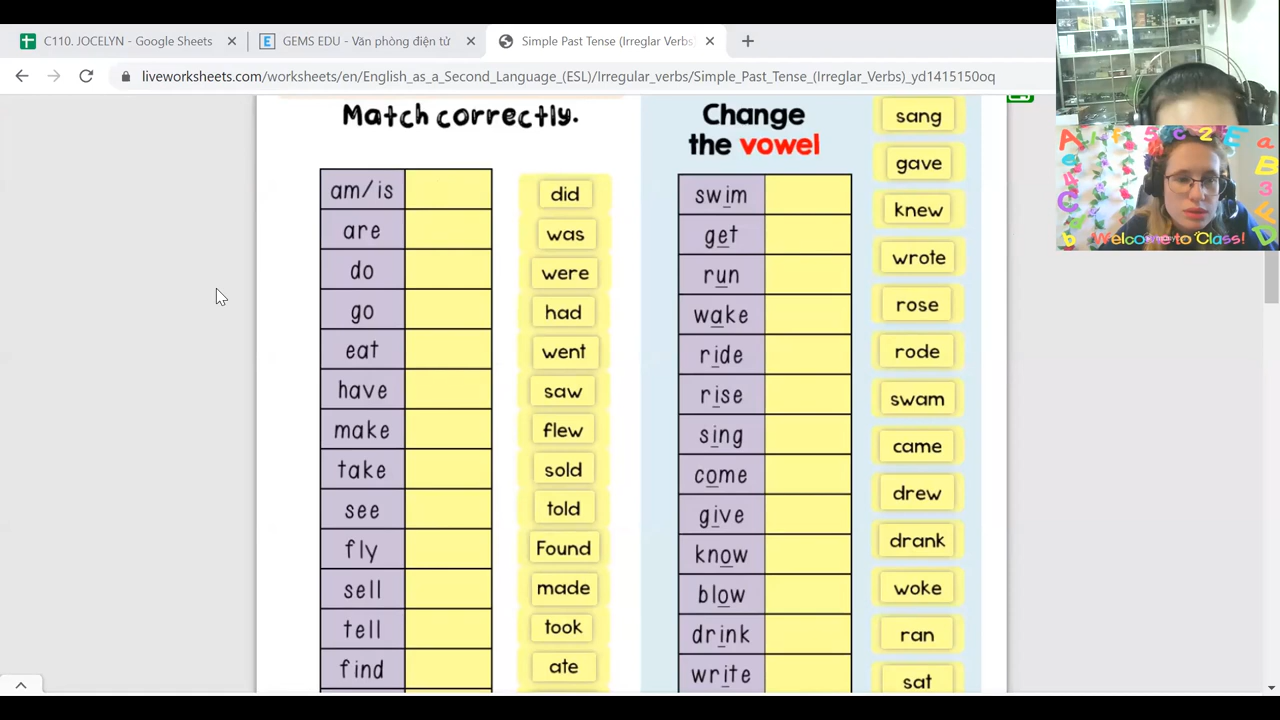 C110. JOCELYN - Google Sheets
GEMS EDU - Văn phòng điện tử
Simple Past Tense (Irreglar Verbs)
liveworksheets.com/worksheets/en/English_as_a_Second_Language_(ESL)/Irregular_verbs/Simple_Past_Tense_(Irreglar_Verbs)_yd1415150oq
Match correctly.
am/is
are
do
go
eat
have
make
take
see
fly
sell
tell
find
did
was
were
had
went
saw
flew
sold
told
Found
made
took
ate
Change
the vowel
swim
get
run
wake
ride
rise
sing
come
give
know
blow
drink
write
sang
gave
knew
wrote
rose
rode
swam
came
drew
drank
woke
ran
sat
Welcome to Class!